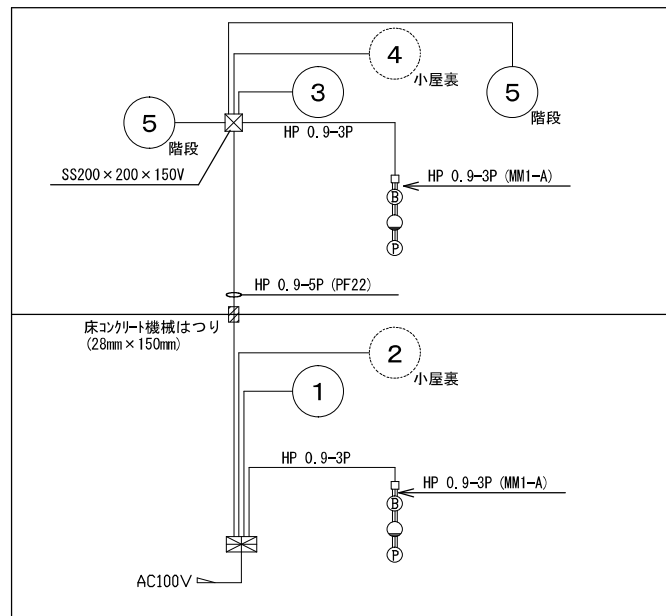 4
小屋裏
3
5
階段
5
階段
HP 0.9-3P
SS200×200×150V
HP 0.9-3P (MM1-A)
B
P
HP 0.9-5P (PF22)
床コンクリート機械はつり
(28mm×150mm)
2
小屋裏
1
HP 0.9-3P
HP 0.9-3P (MM1-A)
B
P
AC100V